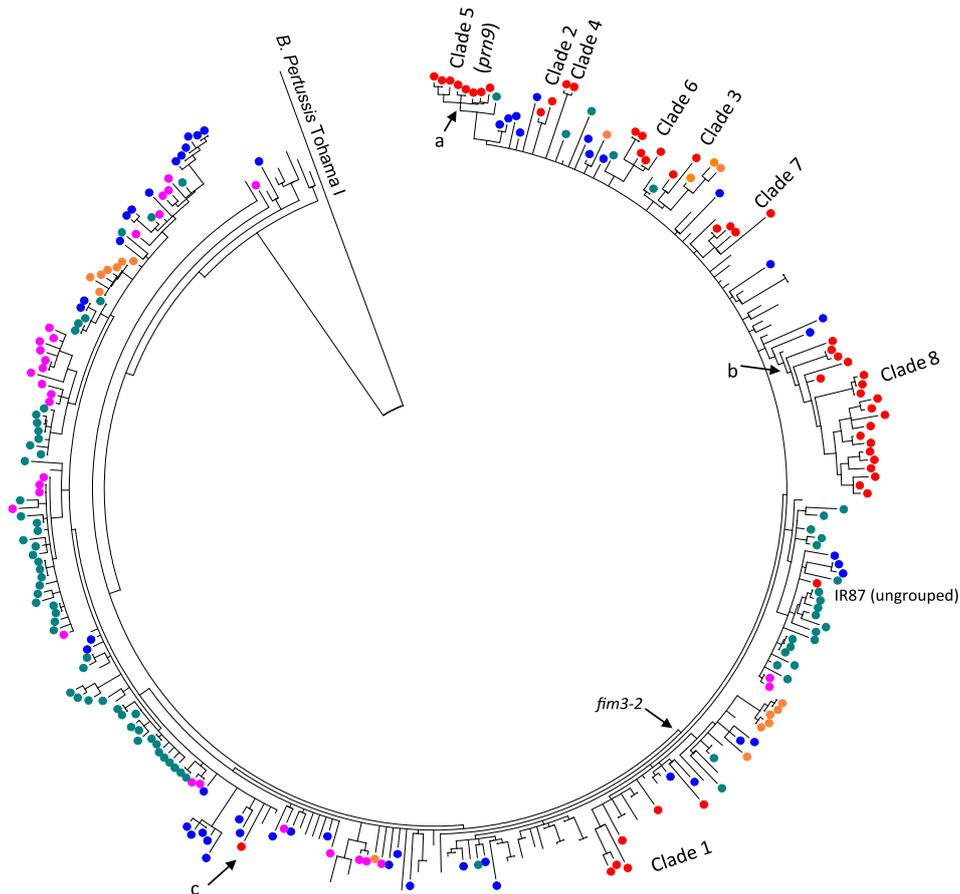 B. Pertussis Tohama I
Clade 5
(prn9)
Clade 2
Clade 4
Clade 6
Clade 3
Clade 7
a
b
Clade 8
IR87 (ungrouped)
fim3-2
Clade 1
c